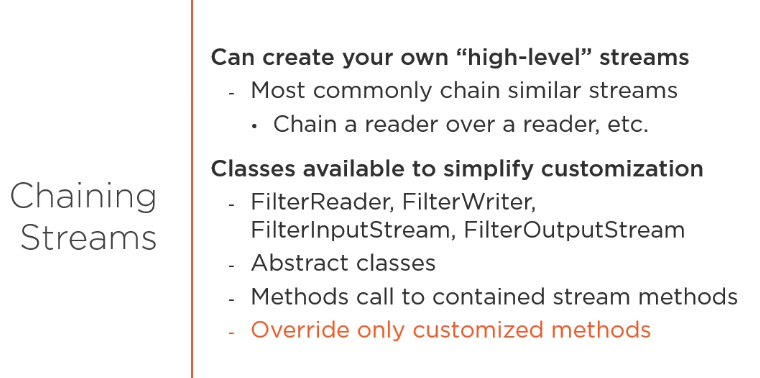 Chaining
Streams
Can create your own “high-level” streams
- Most commonly chain similar streams
• Chain a reader over a reader, etc.
Classes available to simplify customization
- FilterReader, FilterWriter,
FilterInputStream, FilterOutputStream
- Abstract classes
- Methods call to contained stream methods
- Override only customized methods